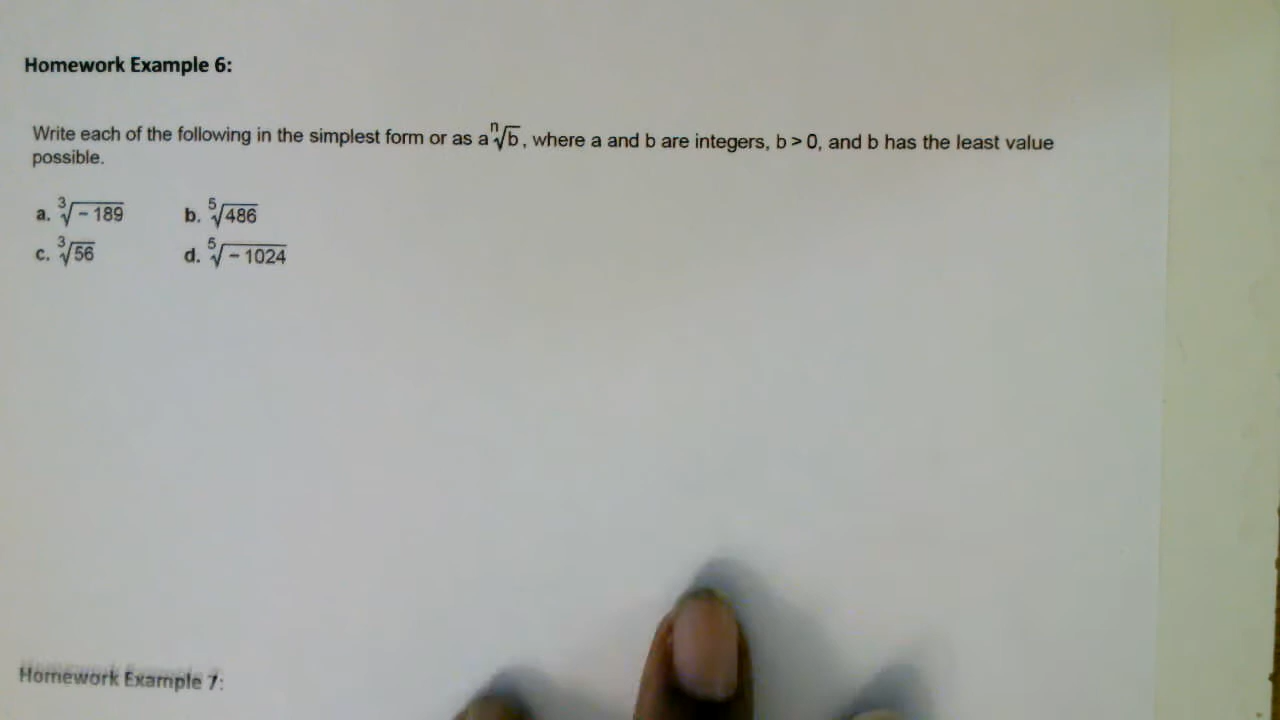 Homework Example 6:
Write each of the following in the simplest form or as a ⁿ√b, where a and b are integers, b > 0, and b has the least value
possible.
a. ³√-189 b. ⁵√486
c. ³√56 d. ⁵√-1024
Homework Example 7: